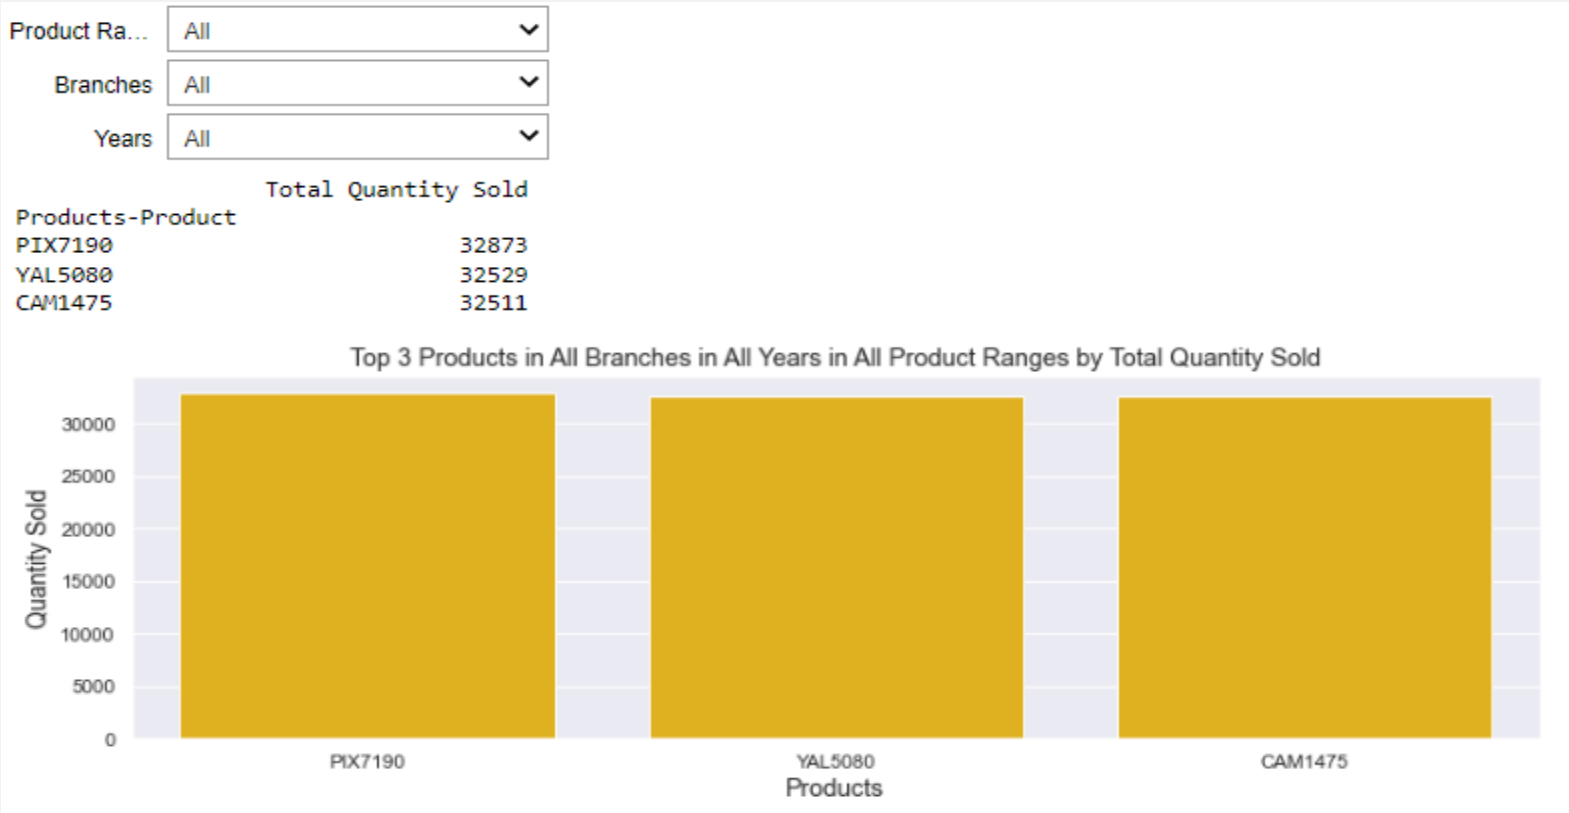 Product Ra... All
Branches All
Years All
Total Quantity Sold
Products-Product
PIX7190 32873
YAL5080 32529
CAM1475 32511
Top 3 Products in All Branches in All Years in All Product Ranges by Total Quantity Sold
30000
25000
20000
15000
10000
5000
0
Quantity Sold
PIX7190 YAL5080 CAM1475
Products